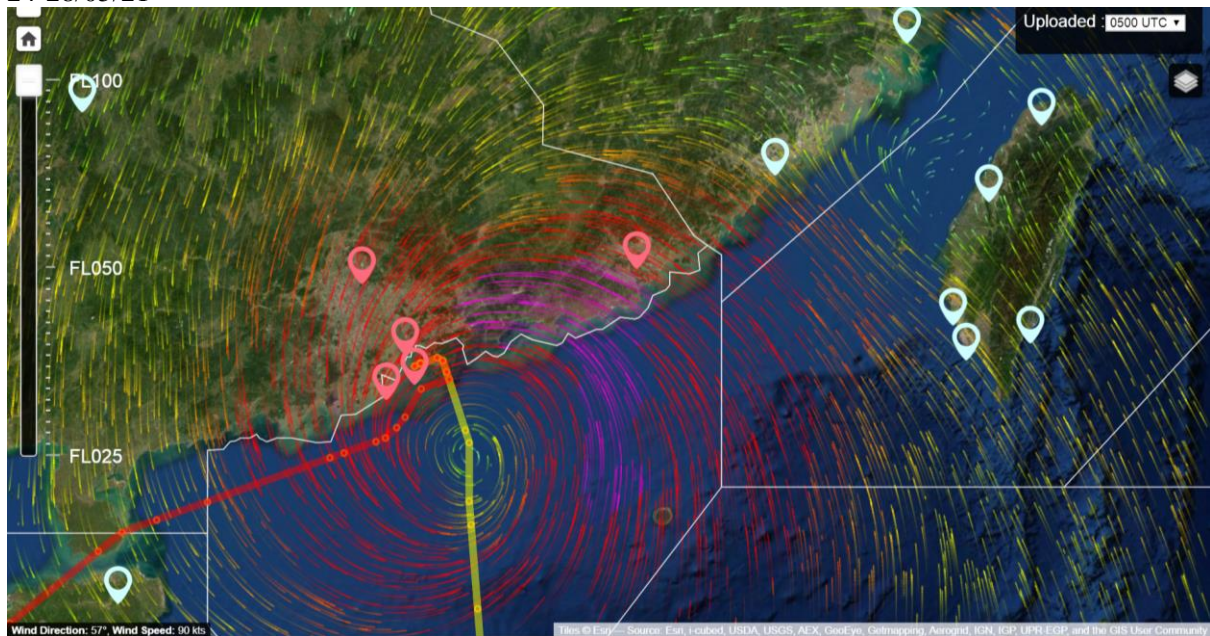 Uploaded : 0500 UTC
FL100
FL050
FL025
Wind Direction: 57°, Wind Speed: 90 kts
Tiles © Esri — Source: Esri, i-cubed, USDA, USGS, AEX, GeoEye, Getmapping, Aerogrid, IGN, IGP, UPR-EGP, and the GIS User Community